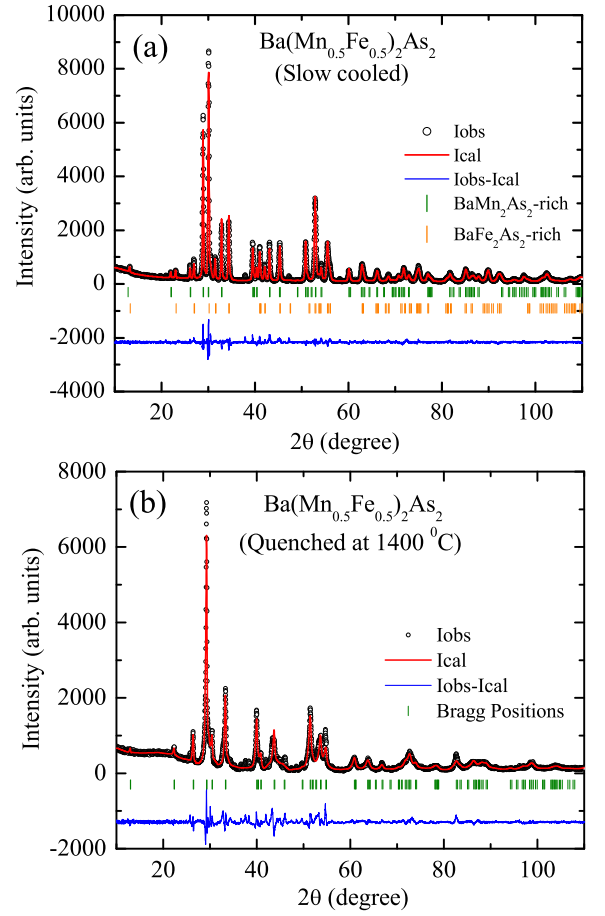 (a)
Ba(Mn0.5Fe0.5)2As2
(Slow cooled)
Iobs
Ical
Iobs-Ical
BaMn2As2-rich
BaFe2As2-rich
Intensity (arb. units)
10000
8000
6000
4000
2000
0
-2000
-4000
20 40 60 80 100
2θ (degree)
(b)
Ba(Mn0.5Fe0.5)2As2
(Quenched at 1400 ⁰C)
Iobs
Ical
Iobs-Ical
Bragg Positions
Intensity (arb. units)
8000
6000
4000
2000
0
-2000
20 40 60 80 100
2θ (degree)